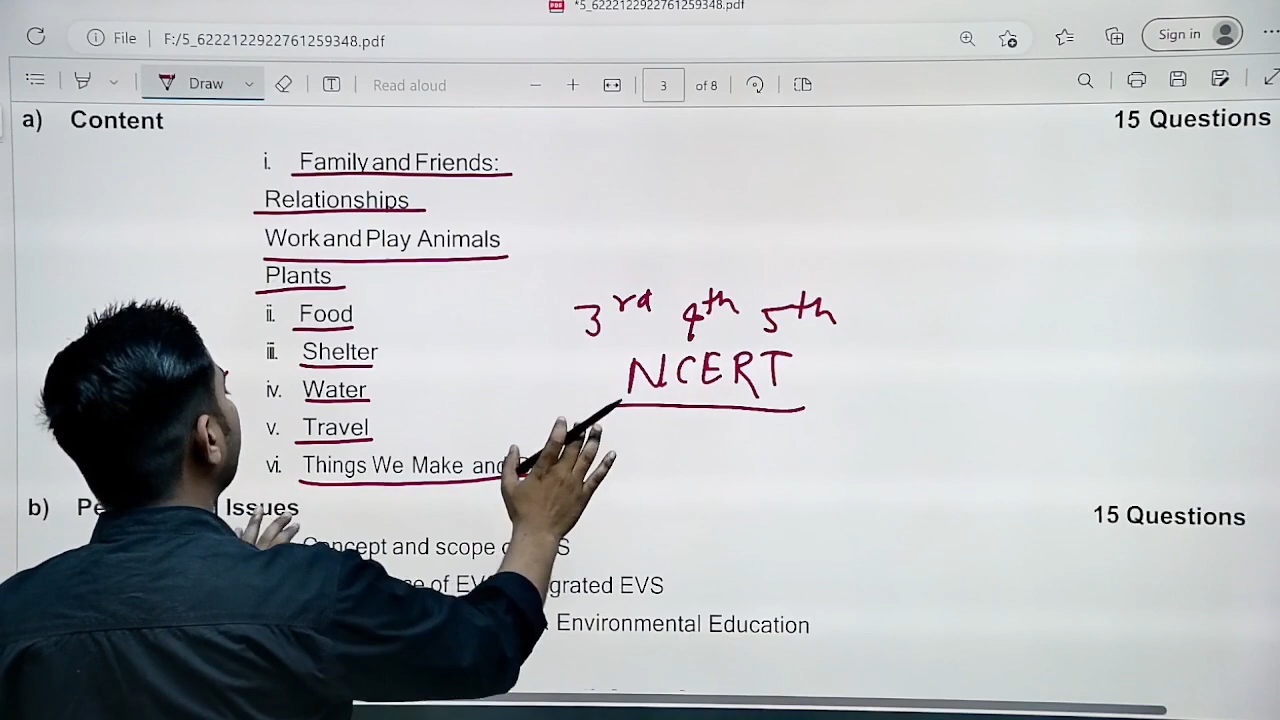 *5_6222122922761259348.pdf
File F:/5_6222122922761259348.pdf Sign in
Draw Read aloud 3 of 8
a) Content 15 Questions
i. Family and Friends:
Relationships
Work and Play Animals
Plants
ii. Food
iii. Shelter
iv. Water
v. Travel
vi. Things We Make and
3rd 4th 5th
NCERT
b) Issues 15 Questions
Concept and scope
of grated EVS
Environmental Education